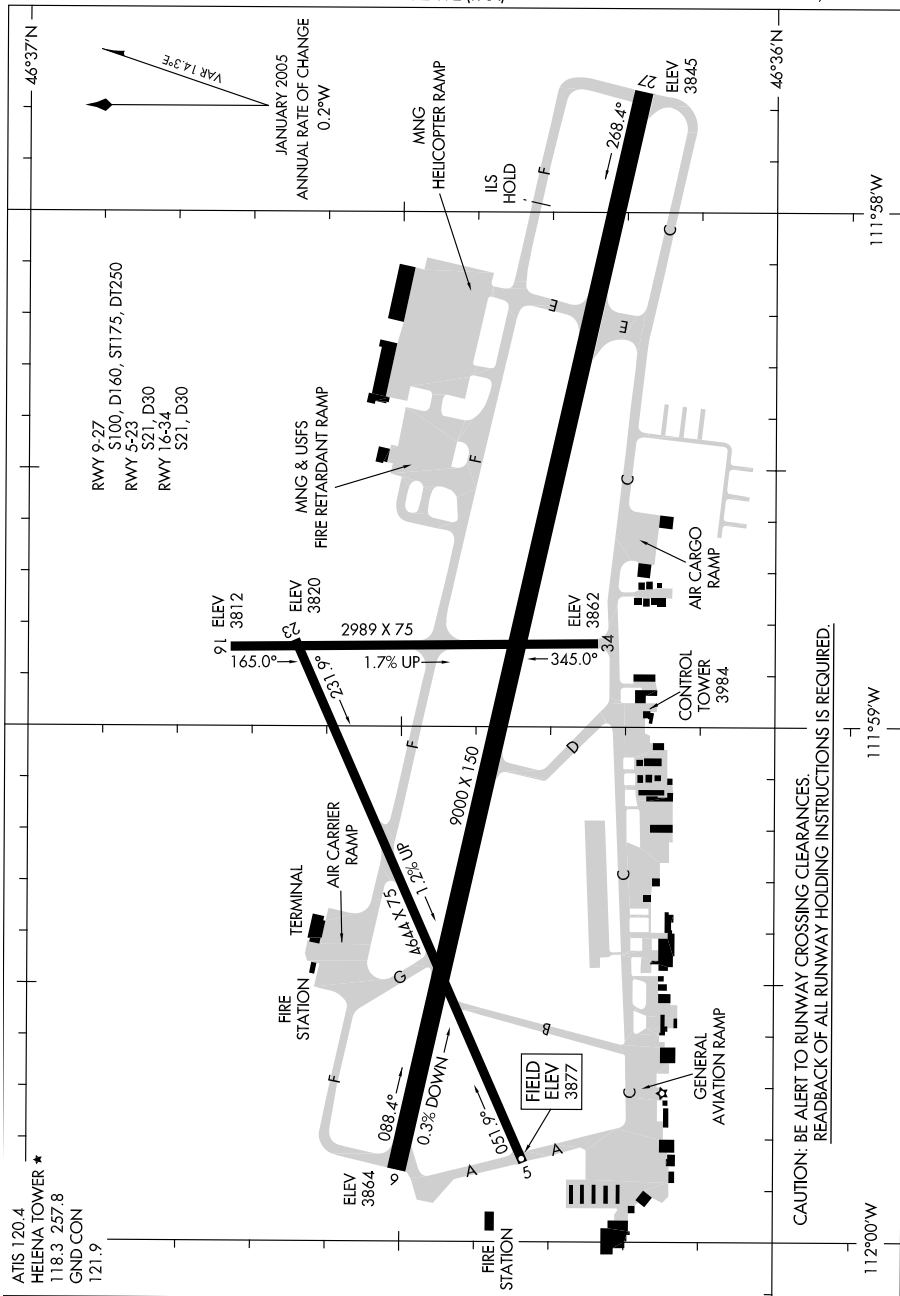 ATIS 120.4
HELENA TOWER ★
118.3 257.8
GND CON
121.9
46°37'N
VAR 14.3°E
JANUARY 2005
ANNUAL RATE OF CHANGE
0.2°W
RWY 9-27
S100, D160, ST175, DT250
RWY 5-23
S21, D30
RWY 16-34
S21, D30
MNG
HELICOPTER RAMP
ILS
HOLD
F
MNG & USFS
FIRE RETARDANT RAMP
F
E
E
C
27
ELEV
3845
268.4°
46°36'N
111°58'W
16
ELEV
3812
23
ELEV
3820
165.0°
2989 X 75
1.7% UP
345.0°
34
ELEV
3862
231.9°
F
C
AIR CARGO
RAMP
CONTROL
TOWER
3984
D
9000 X 150
111°59'W
TERMINAL
AIR CARRIER
RAMP
4644 X 75
1.2% UP
FIRE
STATION
G
F
C
B
088.4°
0.3% DOWN
9
ELEV
3864
051.9°
FIELD
ELEV
3877
5
A
A
C
GENERAL
AVIATION RAMP
FIRE
STATION
112°00'W
CAUTION: BE ALERT TO RUNWAY CROSSING CLEARANCES.
READBACK OF ALL RUNWAY HOLDING INSTRUCTIONS IS REQUIRED.